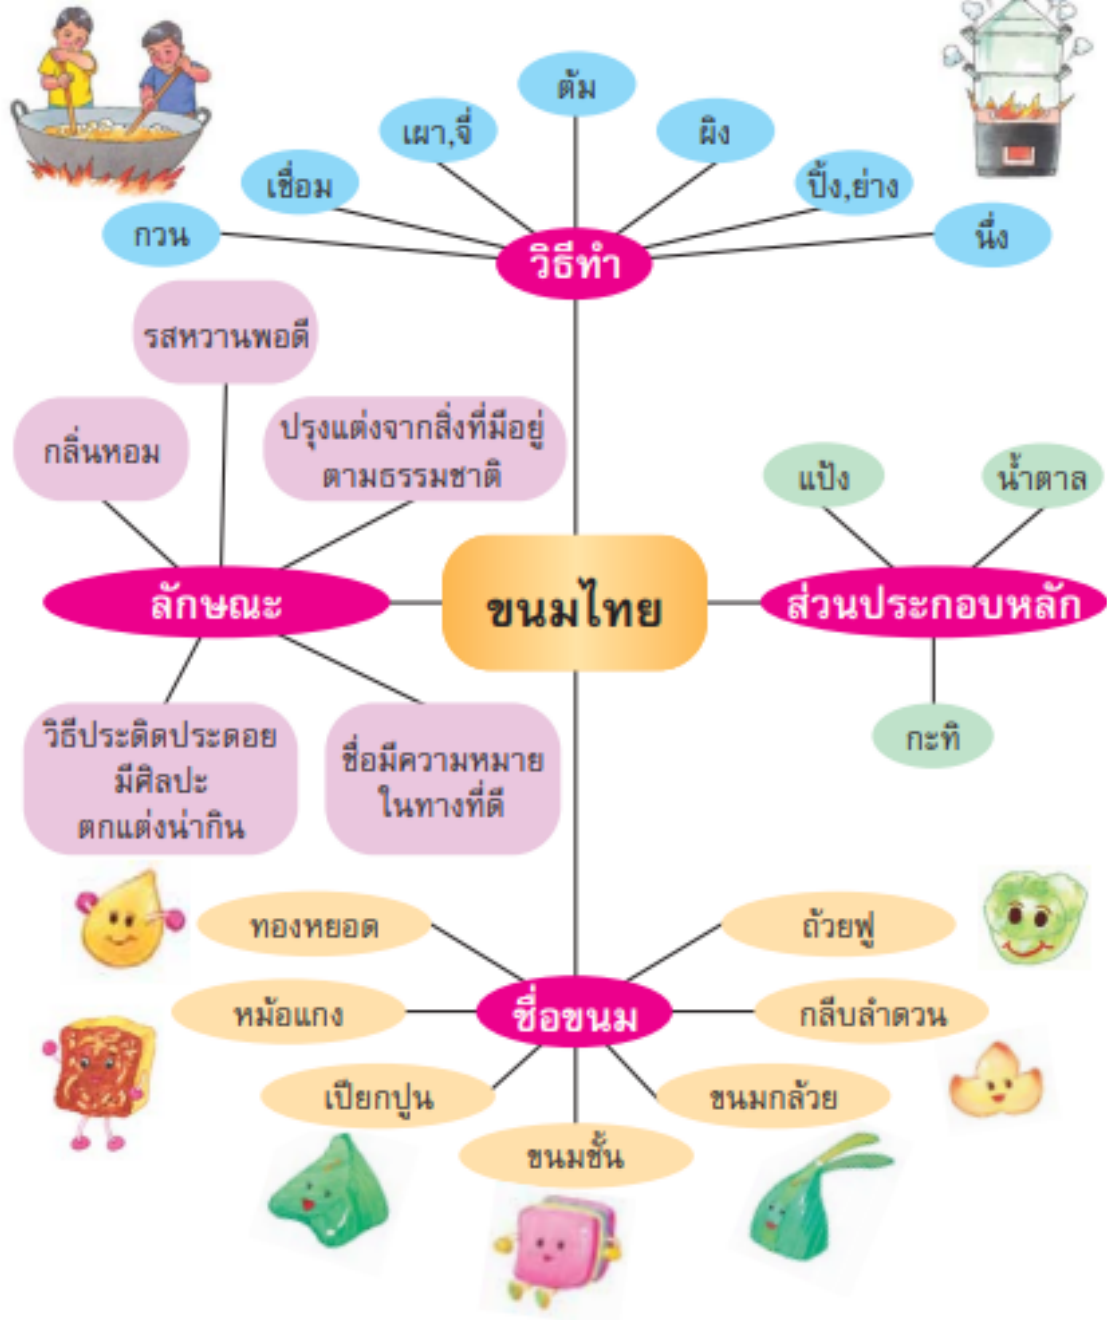 ต้ม
เผา,จี่
ผิง
เชื่อม
ปิ้ง,ย่าง
กวน
นึ่ง
วิธีทำ
รสหวานพอดี
กลิ่นหอม
ปรุงแต่งจากสิ่งที่มีอยู่
ตามธรรมชาติ
แป้ง
น้ำตาล
ลักษณะ
ขนมไทย
ส่วนประกอบหลัก
วิธีประดิดประดอย
มีศิลปะ
ตกแต่งน่ากิน
ชื่อมีความหมาย
ในทางที่ดี
กะทิ
ทองหยอด
ถ้วยฟู
หม้อแกง
ชื่อขนม
กลีบลำดวน
เปียกปูน
ขนมกล้วย
ขนมชั้น